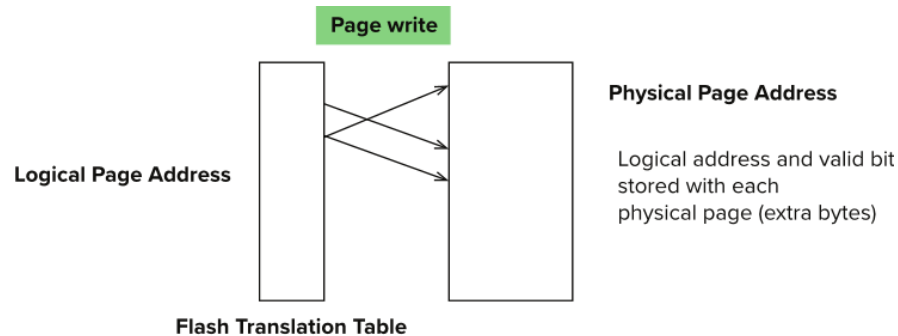 Page write
Physical Page Address
Logical Page Address
Logical address and valid bit
stored with each
physical page (extra bytes)
Flash Translation Table